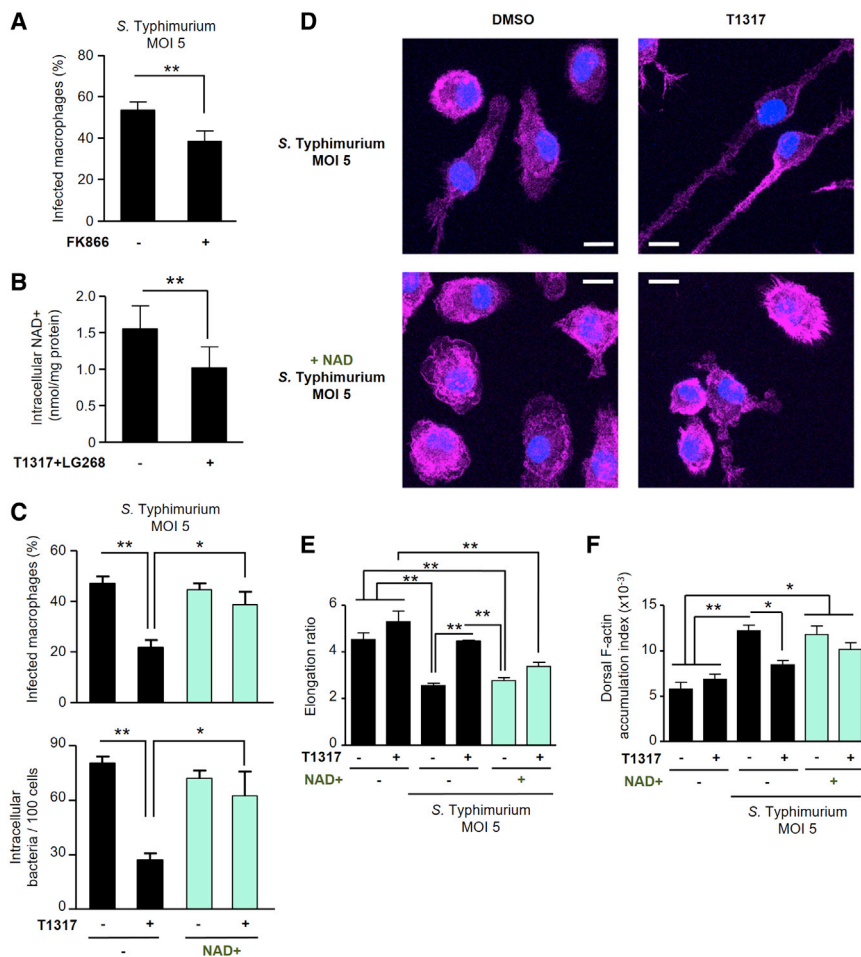 A
S. Typhimurium
MOI 5
**
Infected macrophages (%)
80
60
40
20
0
FK866 - +
B
**
Intracellular NAD+
(nmol/mg protein)
2.0
1.5
1.0
0.5
0
T1317+LG268 - +
C
S. Typhimurium
MOI 5
** *
Infected macrophages (%)
60
40
20
0
** *
Intracellular
bacteria / 100 cells
90
60
30
0
T1317 - + - +
- NAD+
D
DMSO T1317
S. Typhimurium
MOI 5
+ NAD
S. Typhimurium
MOI 5
E
**
**
**
** **
Elongation ratio
6
4
2
0
T1317 - + - + - +
NAD+ - - +
S. Typhimurium
MOI 5
F
*
** *
Dorsal F-actin
accumulation index (x10⁻³)
15
10
5
0
T1317 - + - + - +
NAD+ - - +
S. Typhimurium
MOI 5